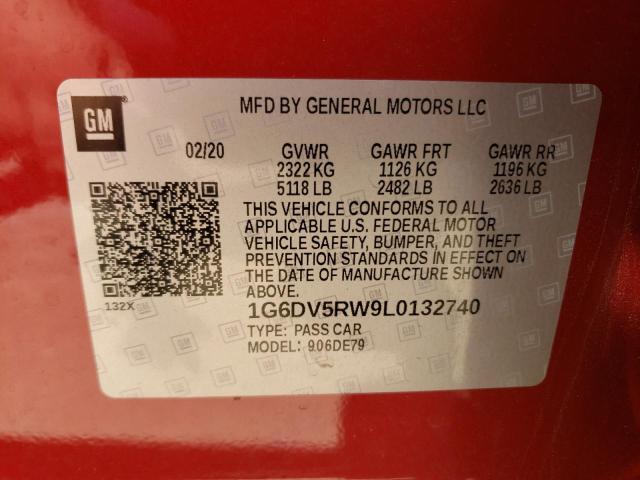 GM
MFD BY GENERAL MOTORS LLC
02/20 GVWR GAWR FRT GAWR RR
2322 KG 1126 KG 1196 KG
5118 LB 2482 LB 2636 LB
THIS VEHICLE CONFORMS TO ALL
APPLICABLE U.S. FEDERAL MOTOR
VEHICLE SAFETY, BUMPER, AND THEFT
PREVENTION STANDARDS IN EFFECT ON
THE DATE OF MANUFACTURE SHOWN
ABOVE.
132X
1G6DV5RW9L0132740
TYPE: PASS CAR
MODEL: 906DE79